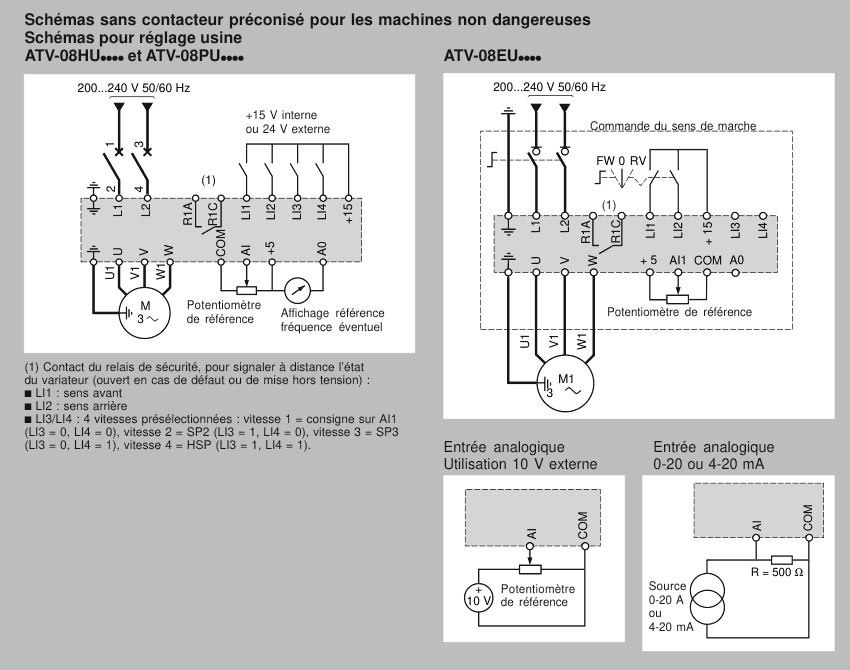 Schémas sans contacteur préconisé pour les machines non dangereuses
Schémas pour réglage usine
ATV-08HU•••• et ATV-08PU••••
200...240 V 50/60 Hz
+15 V interne
ou 24 V externe
1
3
2
4
(1)
L1
L2
R1A
R1C
LI1
LI2
LI3
LI4
+15
U
V
W
COM
AI
+5
A0
U1
V1
W1
M
3
Potentiomètre
de référence
Affichage référence
fréquence éventuel
(1) Contact du relais de sécurité, pour signaler à distance l'état
du variateur (ouvert en cas de défaut ou de mise hors tension) :
■ LI1 : sens avant
■ LI2 : sens arrière
■ LI3/LI4 : 4 vitesses présélectionnées : vitesse 1 = consigne sur AI1
(LI3 = 0, LI4 = 0), vitesse 2 = SP2 (LI3 = 1, LI4 = 0), vitesse 3 = SP3
(LI3 = 0, LI4 = 1), vitesse 4 = HSP (LI3 = 1, LI4 = 1).
ATV-08EU••••
200...240 V 50/60 Hz
Commande du sens de marche
FW 0 RV
(1)
L1
L2
R1A
R1C
LI1
LI2
+ 15
LI3
LI4
U
V
W
+ 5
AI1
COM
A0
Potentiomètre de référence
U1
V1
W1
M1
3
Entrée analogique
Utilisation 10 V externe
AI
COM
+
10 V
Potentiomètre
de référence
Entrée analogique
0-20 ou 4-20 mA
AI
COM
R = 500 Ω
Source
0-20 A
ou
4-20 mA